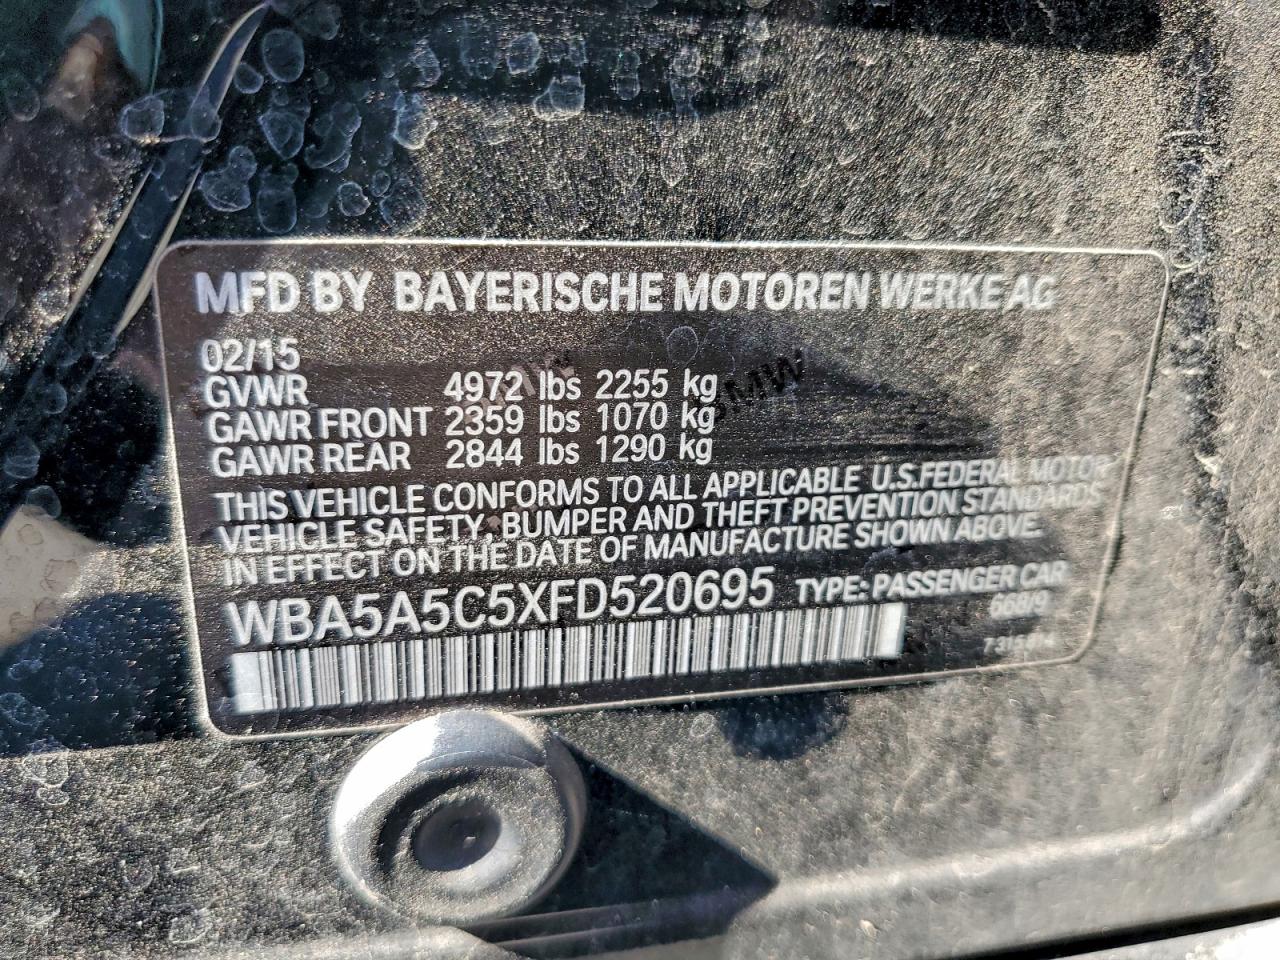 MFD BY BAYERISCHE MOTOREN WERKE AG
02/15
GVWR 4972 lbs 2255 kg
GAWR FRONT 2359 lbs 1070 kg
GAWR REAR 2844 lbs 1290 kg
THIS VEHICLE CONFORMS TO ALL APPLICABLE U.S.FEDERAL MOTOR
VEHICLE SAFETY, BUMPER AND THEFT PREVENTION STANDARDS
IN EFFECT ON THE DATE OF MANUFACTURE SHOWN ABOVE.
WBA5A5C5XFD520695 TYPE: PASSENGER CAR
668/9